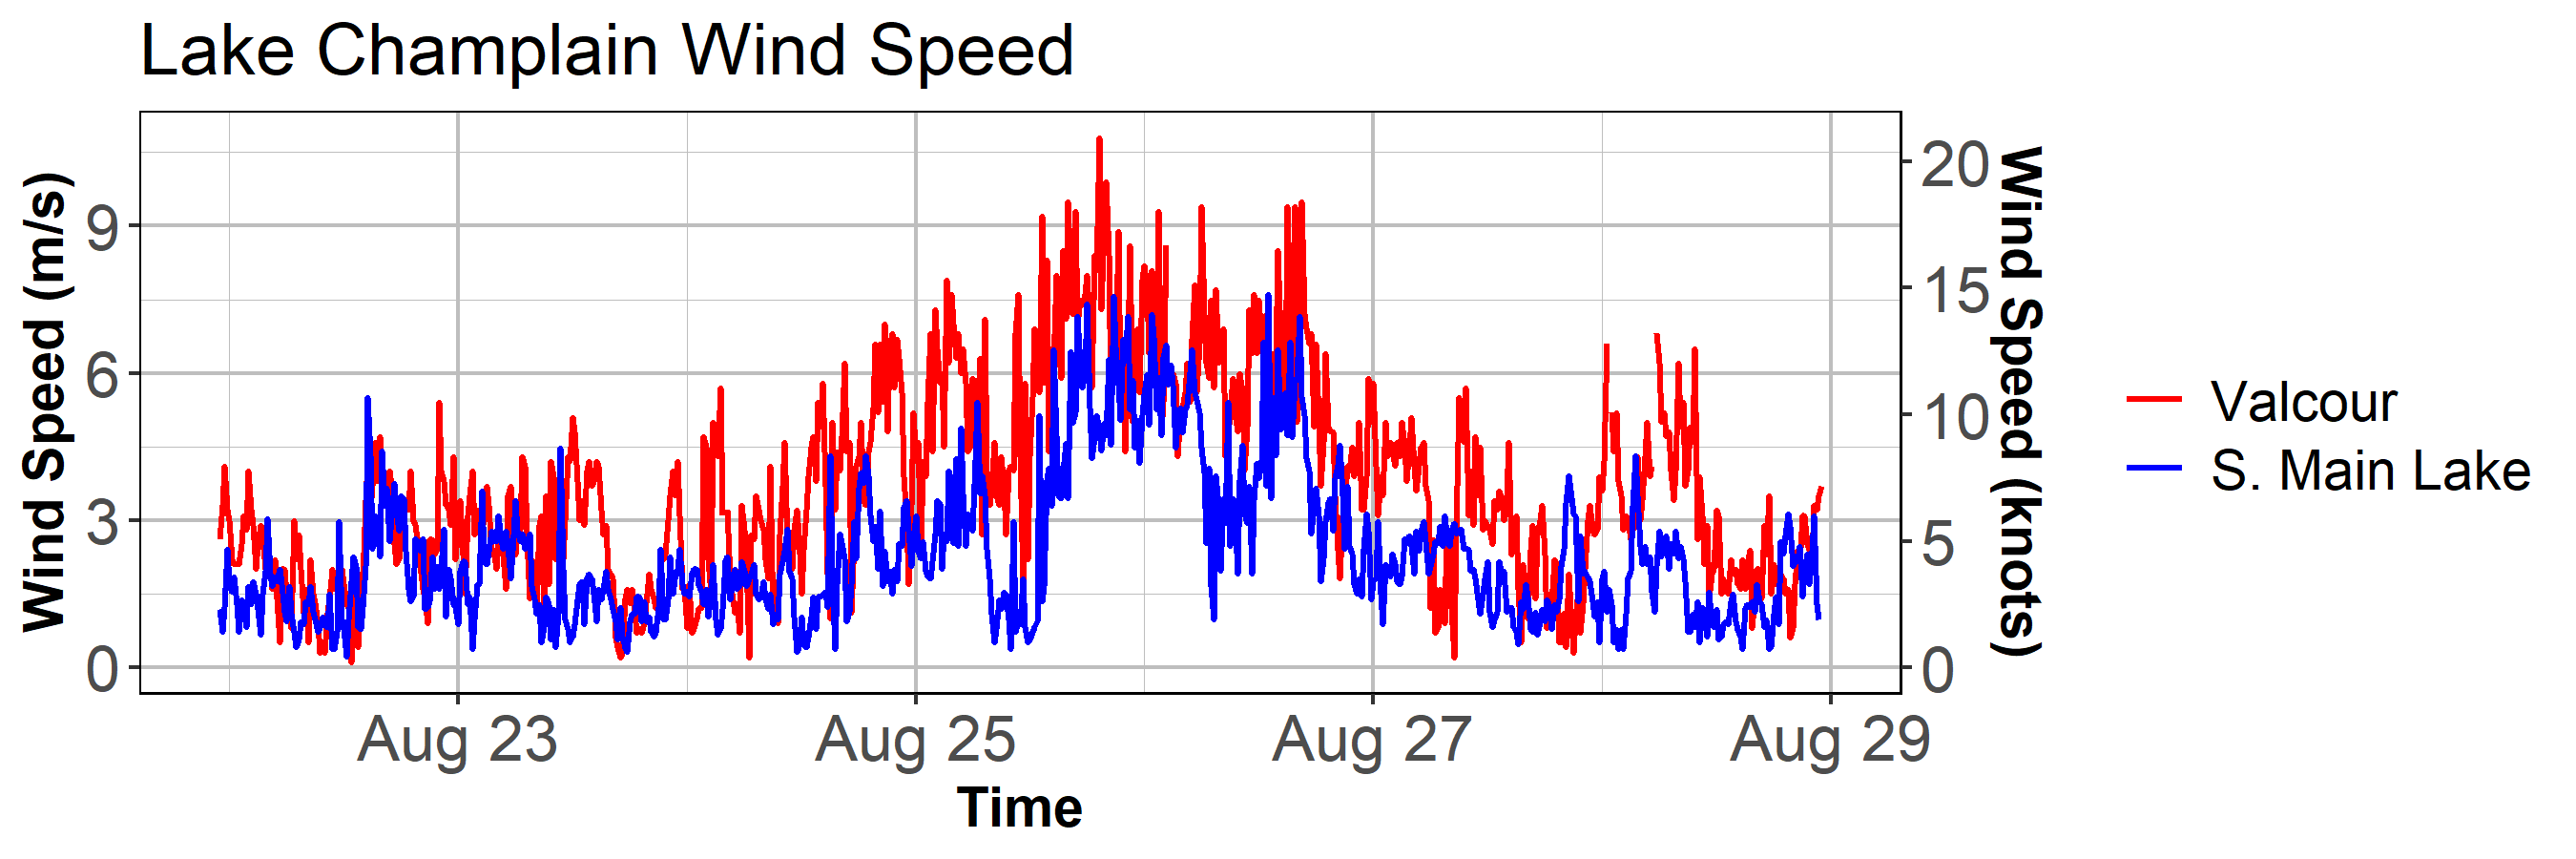 Lake Champlain Wind Speed
Wind Speed (m/s)
9
6
3
0
20
15
10
5
0
Wind Speed (knots)
Aug 23
Aug 25
Aug 27
Aug 29
Time
Valcour
S. Main Lake